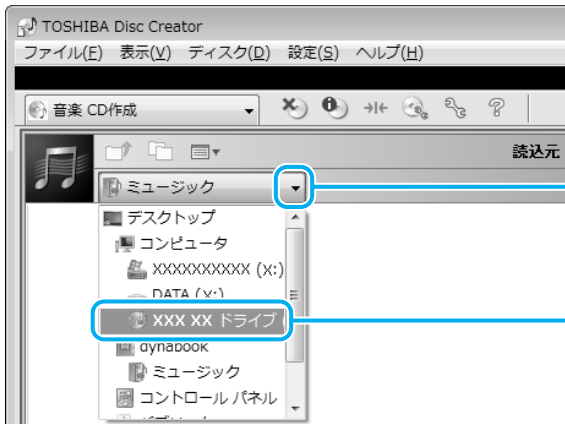 TOSHIBA Disc Creator
ファイル(F) 表示(V) ディスク(D) 設定(S) ヘルプ(H)
音楽 CD作成
読込元
ミュージック
デスクトップ
コンピュータ
XXXXXXXXXX (X:)
DATA (X:)
XXX XX ドライブ (
dynabook
ミュージック
コントロール パネル